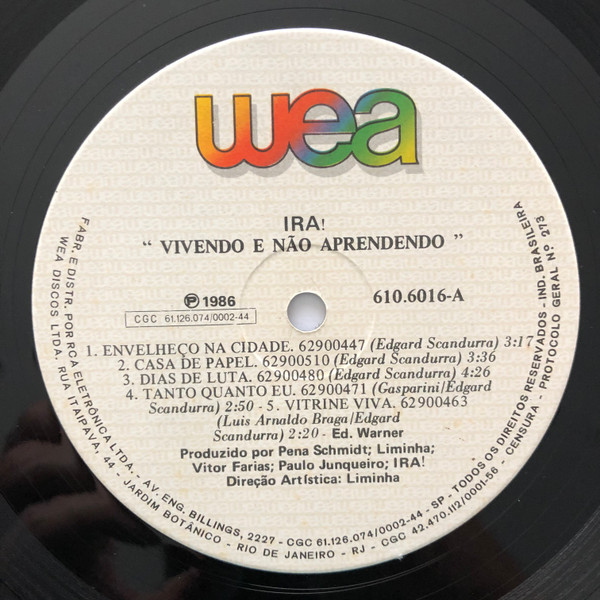 wea
IRA!
“ VIVENDO E NÃO APRENDENDO ”
℗ 1986
610.6016-A
CGC 61.126.074/0002-44
1. ENVELHEÇO NA CIDADE. 62900447 (Edgard Scandurra) 3:17
2. CASA DE PAPEL. 62900510 (Edgard Scandurra) 3:36
3. DIAS DE LUTA. 62900480 (Edgard Scandurra) 4:26
4. TANTO QUANTO EU. 62900471 (Gasparini/Edgard
Scandurra) 2:50 - 5. VITRINE VIVA. 62900463
(Luis Arnaldo Braga/Edgard
Scandurra) 2:20 - Ed. Warner
Produzido por Pena Schmidt; Liminha;
Vitor Farias; Paulo Junqueiro; IRA!
Direção Artística: Liminha
FABR. E DISTR. POR RCA ELETRÔNICA LTDA. - AV. ENG. BILLINGS, 2227 - CGC 61.126.074/0002-44 - SP - TODOS OS DIREITOS RESERVADOS - IND. BRASILEIRA
WEA DISCOS LTDA. RUA ITAIPAVA, 44 - JARDIM BOTÂNICO - RIO DE JANEIRO - RJ - CGC 42.470.112/0001-56 - CENSURA - PROTOCOLO GERAL Nº 273